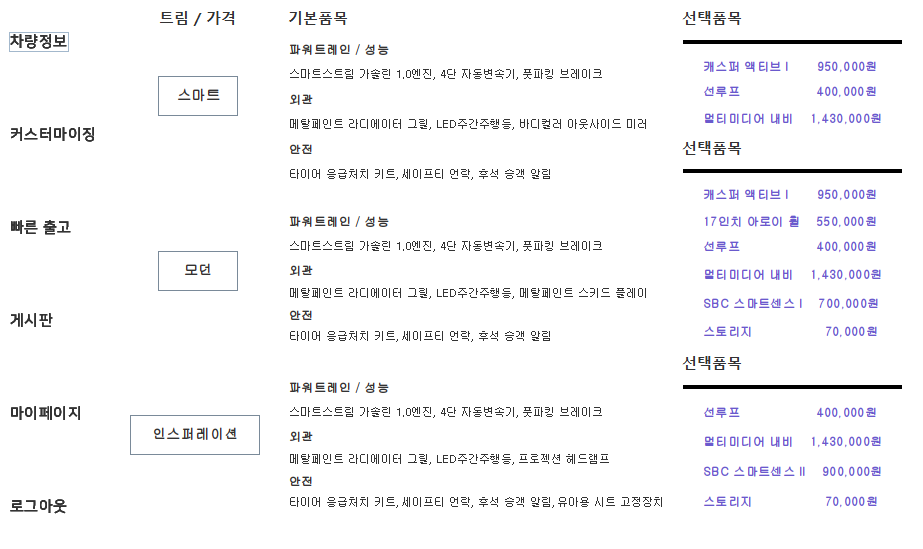 트림 / 가격
기본품목
선택품목
차량정보
커스터마이징
빠른 출고
게시판
마이페이지
로그아웃
스마트
파워트레인 / 성능
스마트스트림 가솔린 1.0엔진, 4단 자동변속기, 풋파킹 브레이크
외관
메탈페인트 라디에이터 그릴, LED주간주행등, 바디컬러 아웃사이드 미러
안전
타이어 응급처치 키트, 세이프티 언락, 후석 승객 알림
캐스퍼 액티브 I 950,000원
선루프 400,000원
멀티미디어 내비 1,430,000원
모던
파워트레인 / 성능
스마트스트림 가솔린 1.0엔진, 4단 자동변속기, 풋파킹 브레이크
외관
메탈페인트 라디에이터 그릴, LED주간주행등, 메탈페인트 스키드 플레이
안전
타이어 응급처치 키트, 세이프티 언락, 후석 승객 알림
선택품목
캐스퍼 액티브 I 950,000원
17인치 아로이 휠 550,000원
선루프 400,000원
멀티미디어 내비 1,430,000원
SBC 스마트센스 I 700,000원
스토리지 70,000원
인스퍼레이션
파워트레인 / 성능
스마트스트림 가솔린 1.0엔진, 4단 자동변속기, 풋파킹 브레이크
외관
메탈페인트 라디에이터 그릴, LED주간주행등, 프로젝션 헤드램프
안전
타이어 응급처치 키트, 세이프티 언락, 후석 승객 알림, 유아용 시트 고정장치
선택품목
선루프 400,000원
멀티미디어 내비 1,430,000원
SBC 스마트센스 II 900,000원
스토리지 70,000원